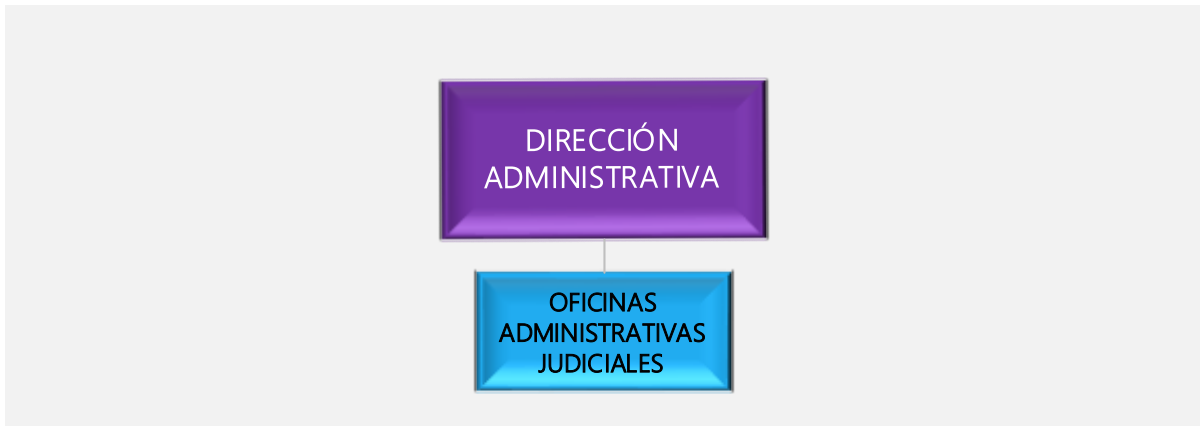 DIRECCIÓN
ADMINISTRATIVA
OFICINAS
ADMINISTRATIVAS
JUDICIALES